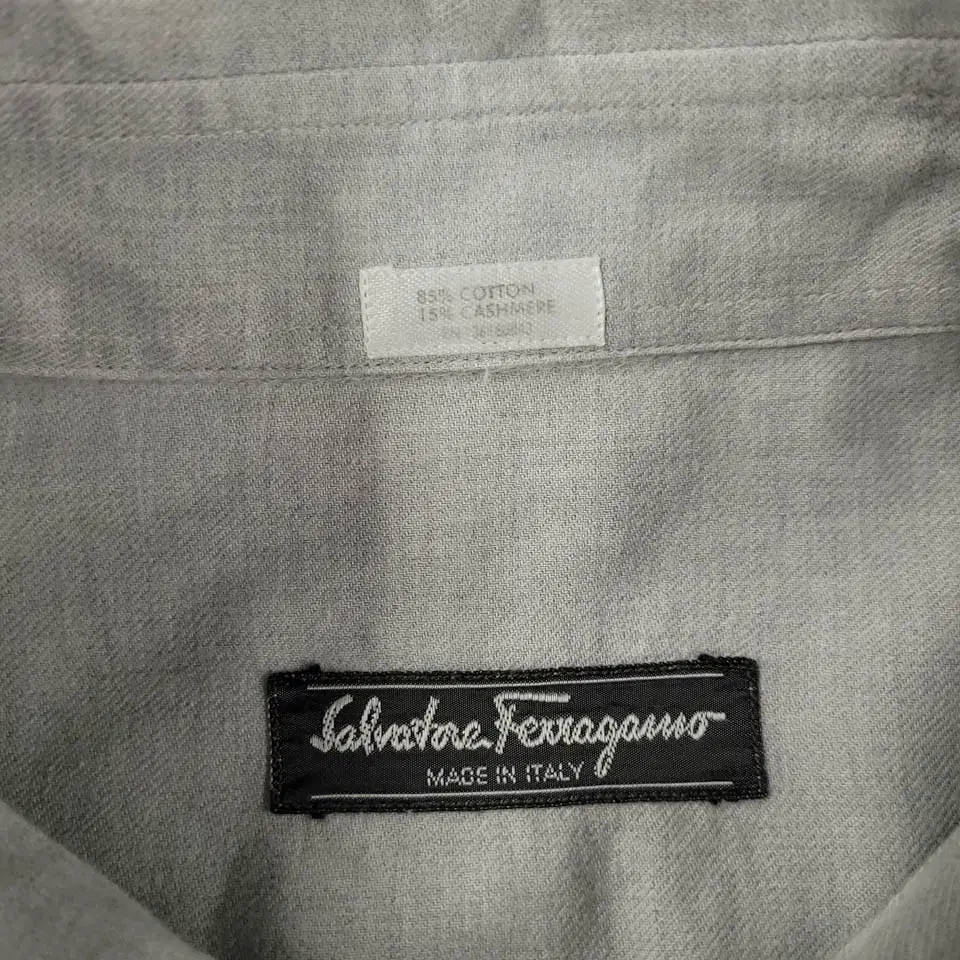 85% COTTON
15% CASHMERE
Salvatore Ferragamo
MADE IN ITALY